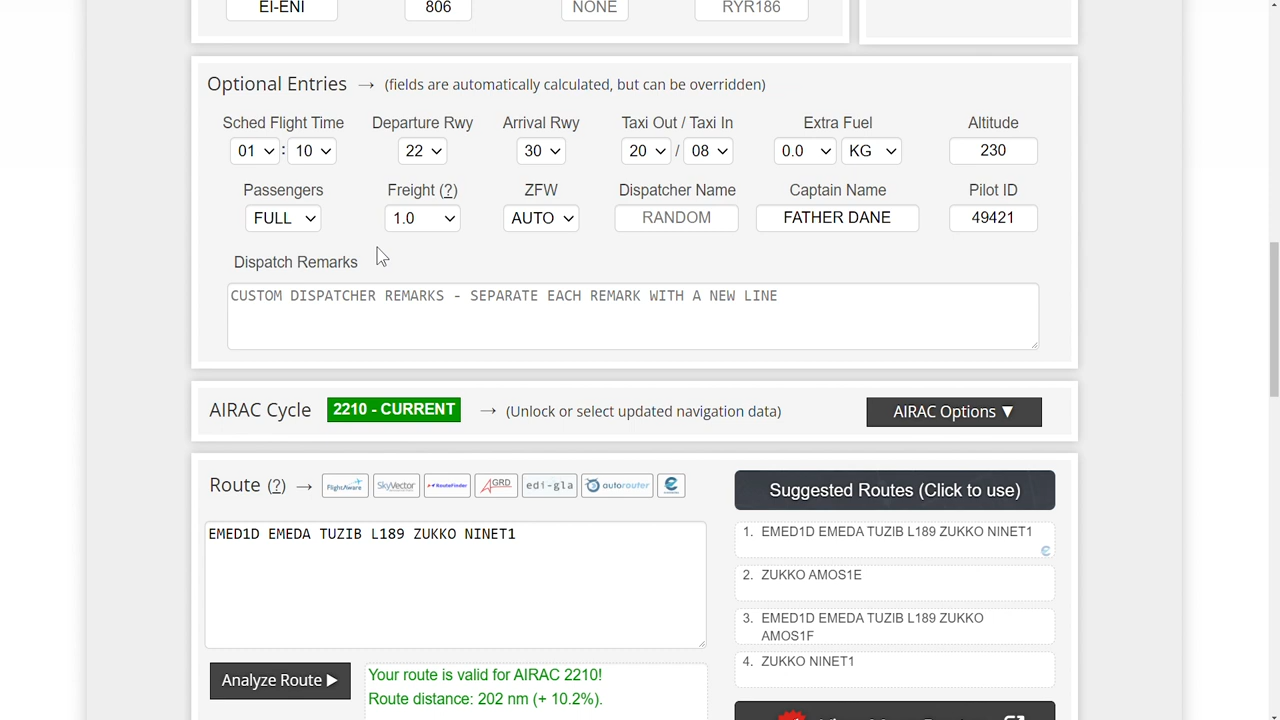 EI-ENI 806 NONE RYR186
Optional Entries → (fields are automatically calculated, but can be overridden)
Sched Flight Time Departure Rwy Arrival Rwy Taxi Out / Taxi In Extra Fuel Altitude
01 : 10 22 30 20 / 08 0.0 KG 230
Passengers Freight (?) ZFW Dispatcher Name Captain Name Pilot ID
FULL 1.0 AUTO RANDOM FATHER DANE 49421
Dispatch Remarks
CUSTOM DISPATCHER REMARKS - SEPARATE EACH REMARK WITH A NEW LINE
AIRAC Cycle 2210 - CURRENT → (Unlock or select updated navigation data) AIRAC Options ▼
Route (?) → FlightAware SkyVector RouteFinder AGRD edi-gla autorouter
EMED1D EMEDA TUZIB L189 ZUKKO NINET1
Analyze Route ▶
Your route is valid for AIRAC 2210!
Route distance: 202 nm (+ 10.2%).
Suggested Routes (Click to use)
1. EMED1D EMEDA TUZIB L189 ZUKKO NINET1
2. ZUKKO AMOS1E
3. EMED1D EMEDA TUZIB L189 ZUKKO
AMOS1F
4. ZUKKO NINET1